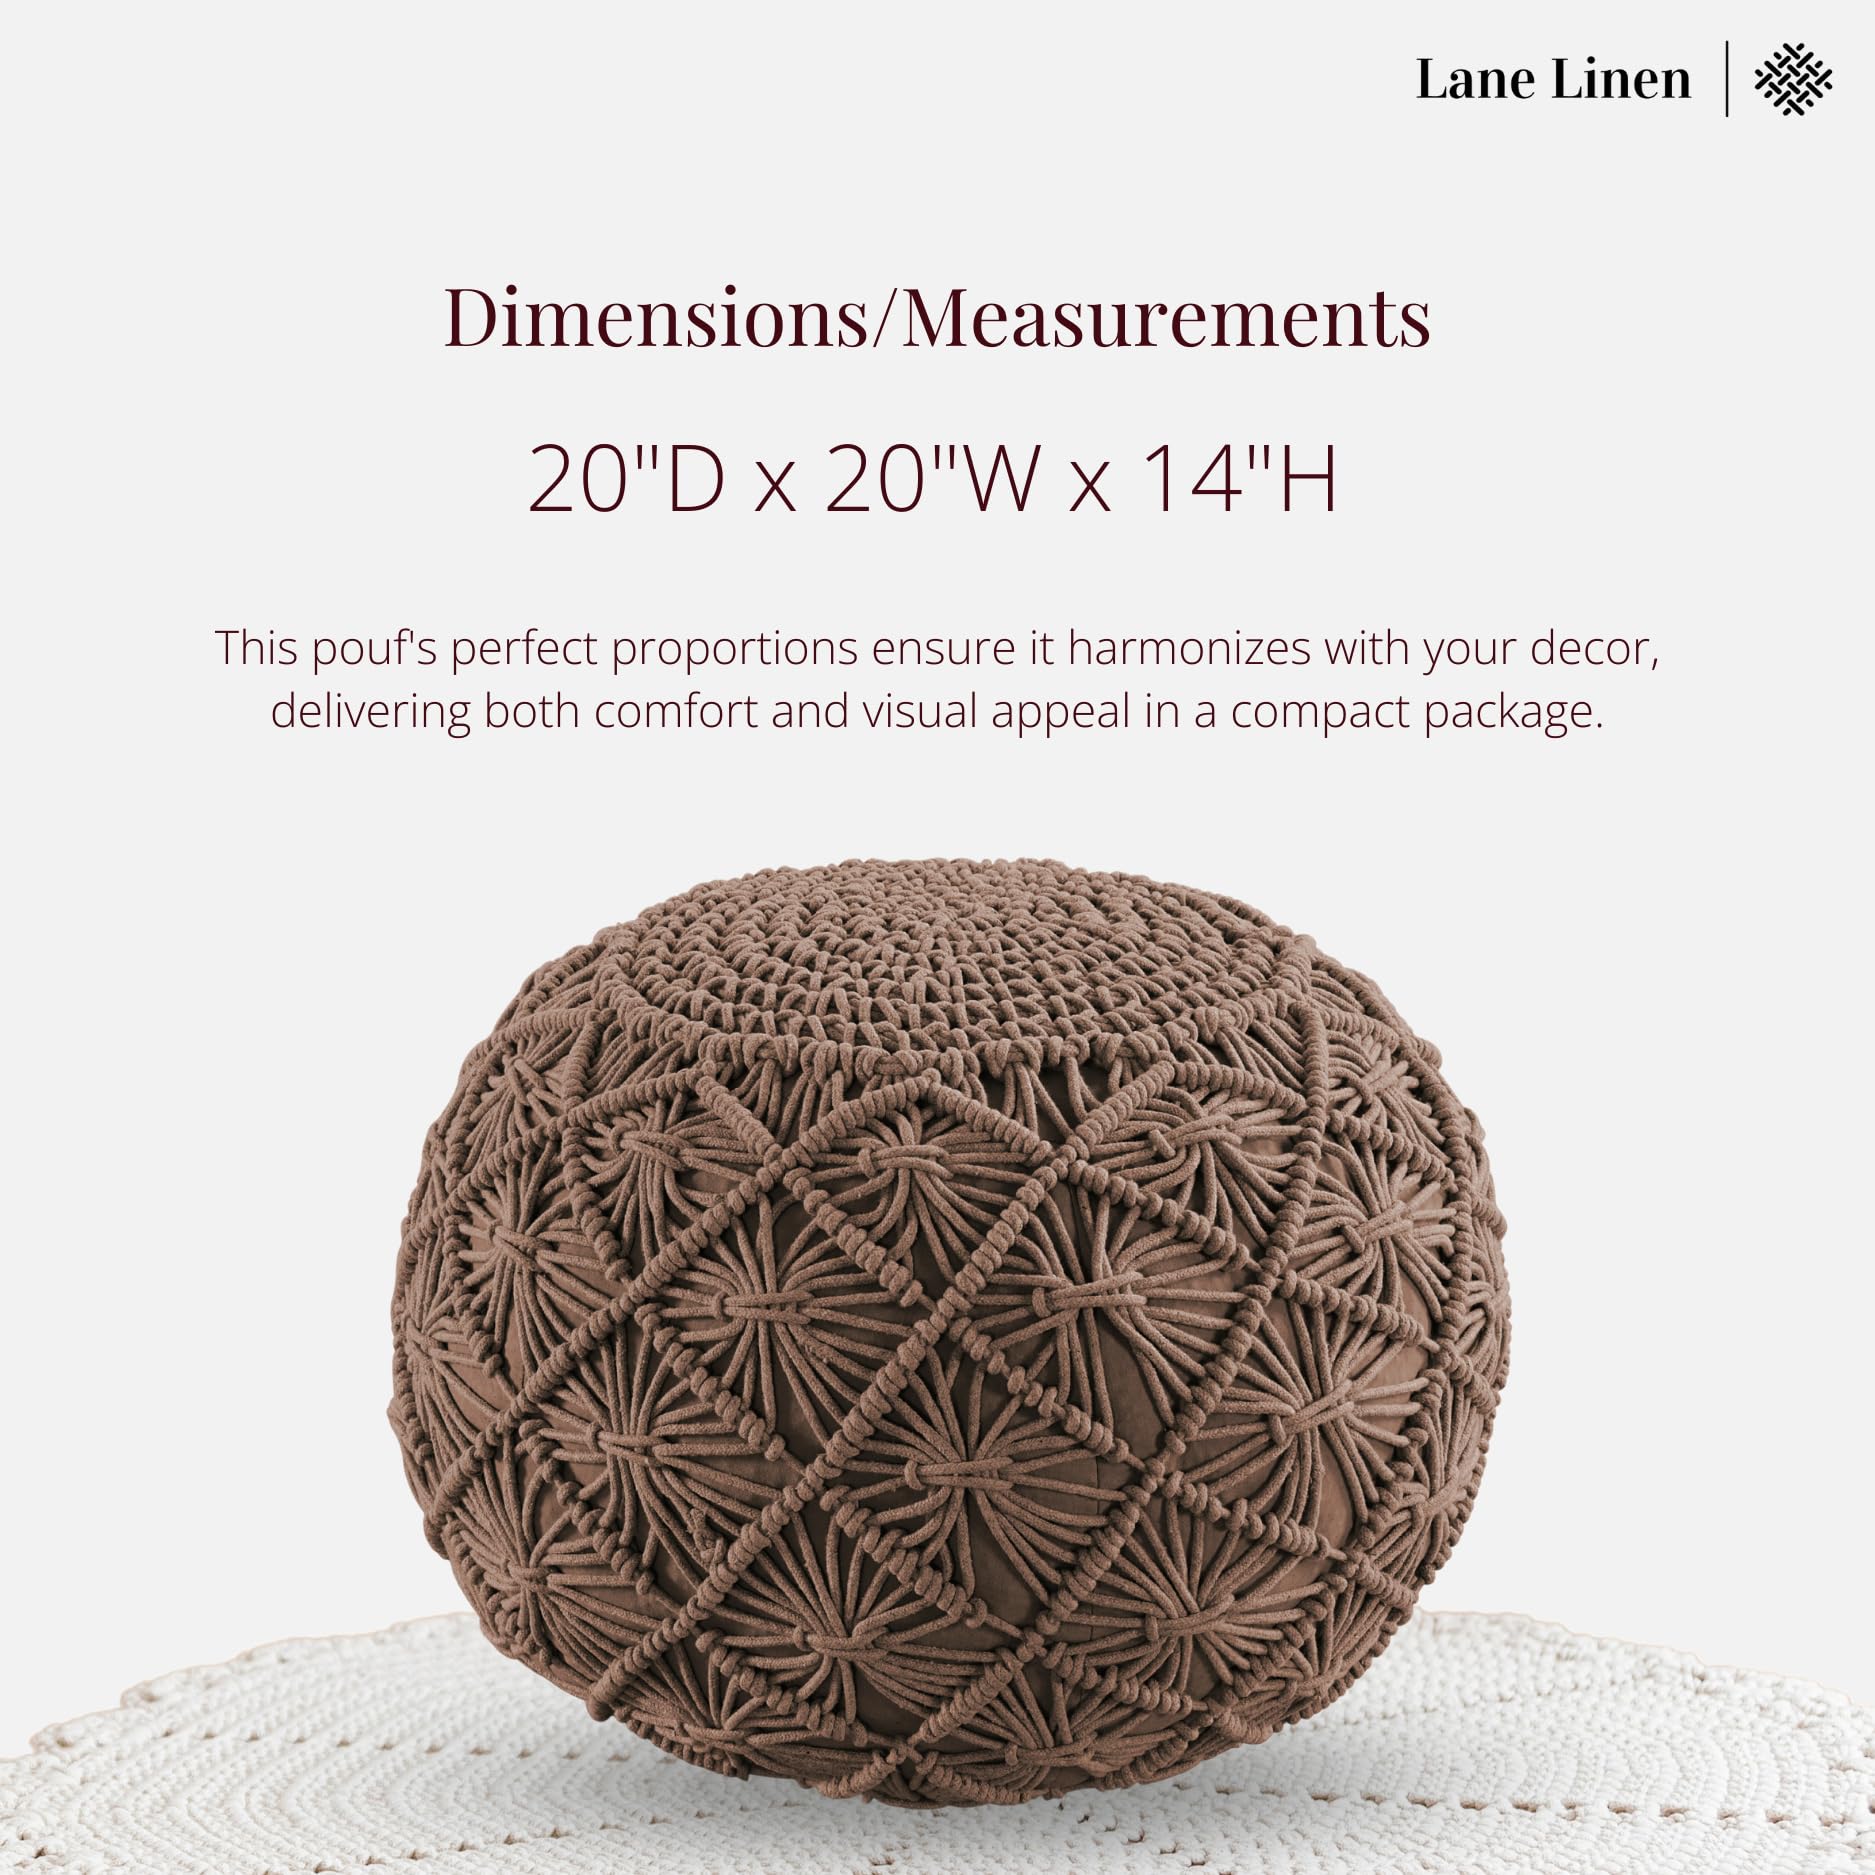 Lane Linen
Dimensions/Measurements
20"D x 20"W x 14"H
This pouf's perfect proportions ensure it harmonizes with your decor,
delivering both comfort and visual appeal in a compact package.